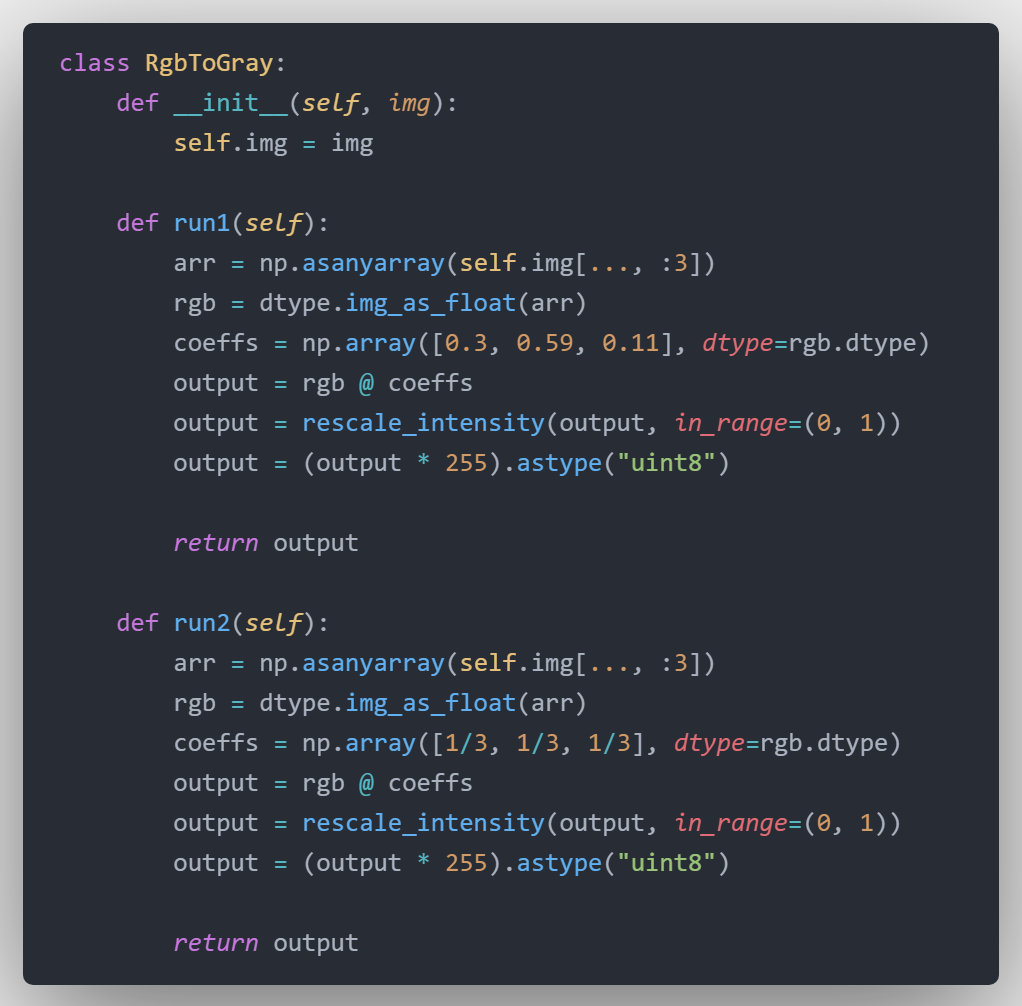 class RgbToGray:
    def __init__(self, img):
        self.img = img

    def run1(self):
        arr = np.asanyarray(self.img[..., :3])
        rgb = dtype.img_as_float(arr)
        coeffs = np.array([0.3, 0.59, 0.11], dtype=rgb.dtype)
        output = rgb @ coeffs
        output = rescale_intensity(output, in_range=(0, 1))
        output = (output * 255).astype("uint8")

        return output

    def run2(self):
        arr = np.asanyarray(self.img[..., :3])
        rgb = dtype.img_as_float(arr)
        coeffs = np.array([1/3, 1/3, 1/3], dtype=rgb.dtype)
        output = rgb @ coeffs
        output = rescale_intensity(output, in_range=(0, 1))
        output = (output * 255).astype("uint8")

        return output